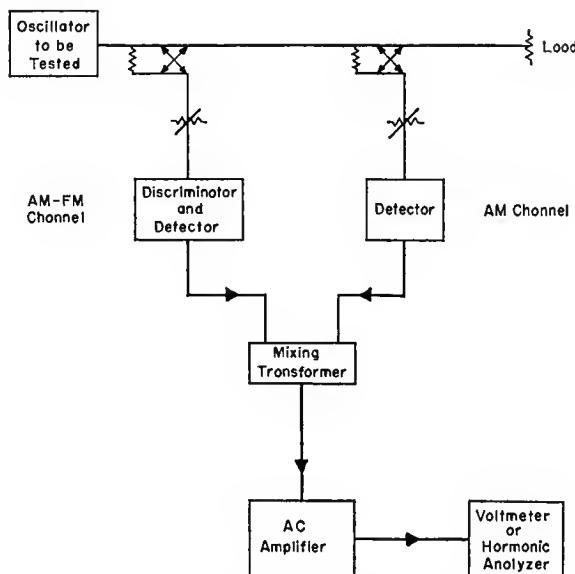 Oscillator
to be
Tested
Load
AM-FM
Channel
Discriminator
and
Detector
Detector
AM Channel
Mixing
Transformer
AC
Amplifier
Voltmeter
or
Harmonic
Analyzer